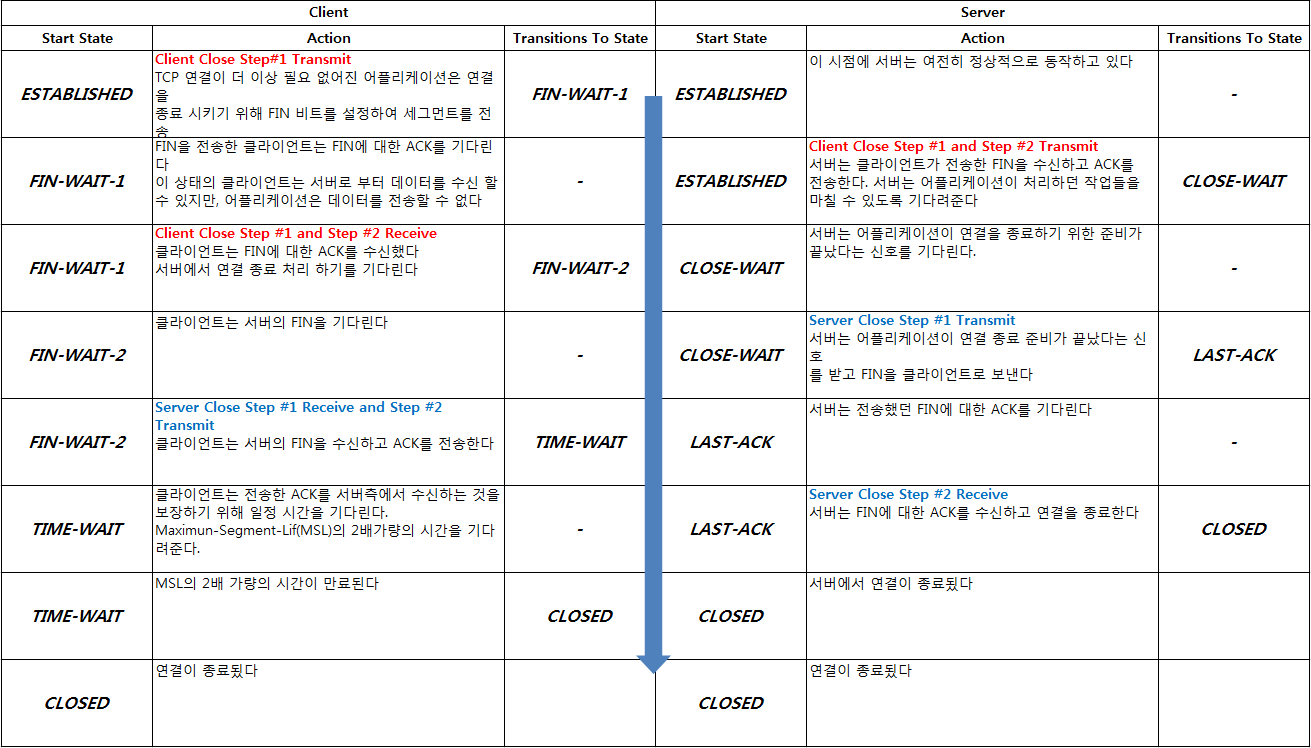 Client
Server
Start State
Action
Transitions To State
Start State
Action
Transitions To State
ESTABLISHED
Client Close Step#1 Transmit
TCP 연결이 더 이상 필요 없어진 어플리케이션은 연결
을
종료 시키기 위해 FIN 비트를 설정하여 세그먼트를 전
송
FIN-WAIT-1
ESTABLISHED
이 시점에 서버는 여전히 정상적으로 동작하고 있다
-
FIN-WAIT-1
FIN을 전송한 클라이언트는 FIN에 대한 ACK를 기다린
다
이 상태의 클라이언트는 서버로 부터 데이터를 수신 할
수 있지만, 어플리케이션은 데이터를 전송할 수 없다
-
ESTABLISHED
Client Close Step #1 and Step #2 Transmit
서버는 클라이언트가 전송한 FIN을 수신하고 ACK를
전송한다. 서버는 어플리케이션이 처리하던 작업들을
마칠 수 있도록 기다려준다
CLOSE-WAIT
FIN-WAIT-1
Client Close Step #1 and Step #2 Receive
클라이언트는 FIN에 대한 ACK를 수신했다
서버에서 연결 종료 처리 하기를 기다린다
FIN-WAIT-2
CLOSE-WAIT
서버는 어플리케이션이 연결을 종료하기 위한 준비가
끝났다는 신호를 기다린다.
-
FIN-WAIT-2
클라이언트는 서버의 FIN을 기다린다
-
CLOSE-WAIT
Server Close Step #1 Transmit
서버는 어플리케이션이 연결 종료 준비가 끝났다는 신
호
를 받고 FIN을 클라이언트로 보낸다
LAST-ACK
FIN-WAIT-2
Server Close Step #1 Receive and Step #2
Transmit
클라이언트는 서버의 FIN을 수신하고 ACK를 전송한다
TIME-WAIT
LAST-ACK
서버는 전송했던 FIN에 대한 ACK를 기다린다
-
TIME-WAIT
클라이언트는 전송한 ACK를 서버측에서 수신하는 것을
보장하기 위해 일정 시간을 기다린다.
Maximun-Segment-Lif(MSL)의 2배가량의 시간을 기다
려준다.
-
LAST-ACK
Server Close Step #2 Receive
서버는 FIN에 대한 ACK를 수신하고 연결을 종료한다
CLOSED
TIME-WAIT
MSL의 2배 가량의 시간이 만료된다
CLOSED
CLOSED
서버에서 연결이 종료됬다
CLOSED
연결이 종료됬다
CLOSED
연결이 종료됬다